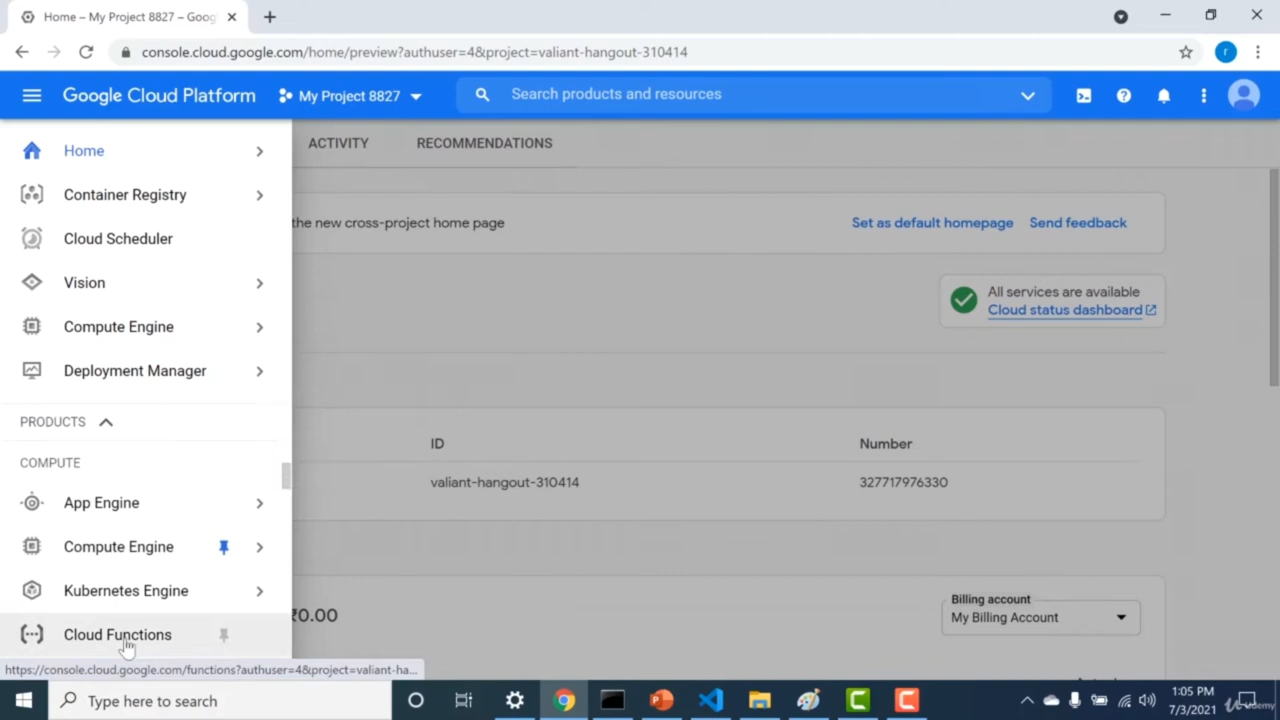 Home – My Project 8827 – Goog
console.cloud.google.com/home/preview?authuser=4&project=valiant-hangout-310414
r
Google Cloud Platform
My Project 8827
Search products and resources
Home
Container Registry
Cloud Scheduler
Vision
Compute Engine
Deployment Manager
PRODUCTS
COMPUTE
App Engine
Compute Engine
Kubernetes Engine
Cloud Functions
ACTIVITY
RECOMMENDATIONS
the new cross-project home page
Set as default homepage
Send feedback
All services are available
Cloud status dashboard
ID
Number
valiant-hangout-310414
327717976330
₹0.00
Billing account
My Billing Account
https://console.cloud.google.com/functions?authuser=4&project=valiant-ha...
Type here to search
1:05 PM
7/3/2021
Udemy